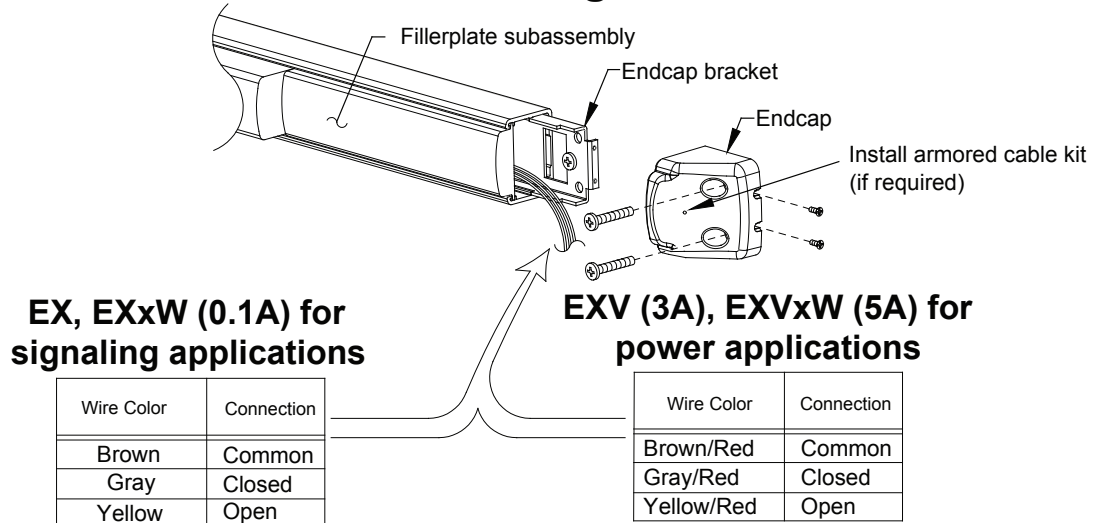 Fillerplate subassembly
Endcap bracket
Endcap
Install armored cable kit
(if required)
EX, EXxW (0.1A) for
signaling applications
Wire Color Connection
Brown Common
Gray Closed
Yellow Open
EXV (3A), EXVxW (5A) for
power applications
Wire Color Connection
Brown/Red Common
Gray/Red Closed
Yellow/Red Open